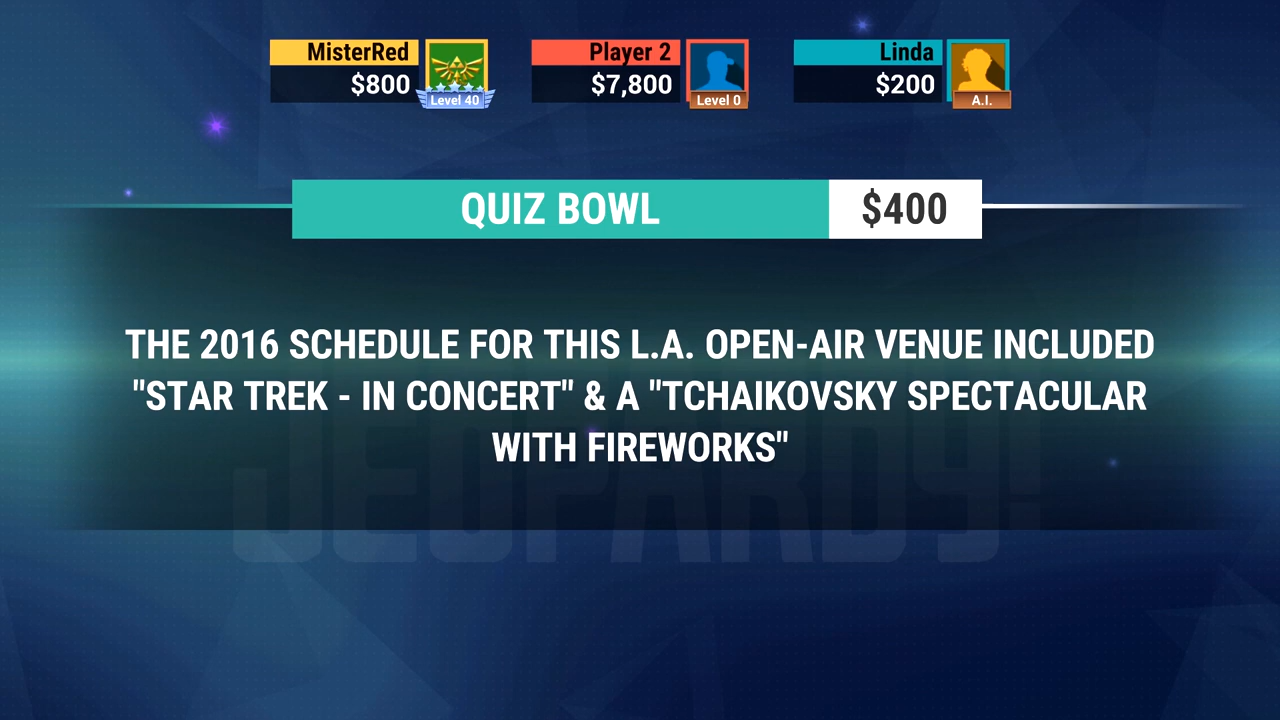 MisterRed
$800
Level 40
Player 2
$7,800
Level 0
Linda
$200
A.I.
QUIZ BOWL
$400
THE 2016 SCHEDULE FOR THIS L.A. OPEN-AIR VENUE INCLUDED
"STAR TREK - IN CONCERT" & A "TCHAIKOVSKY SPECTACULAR
WITH FIREWORKS"
JEOPARDY!